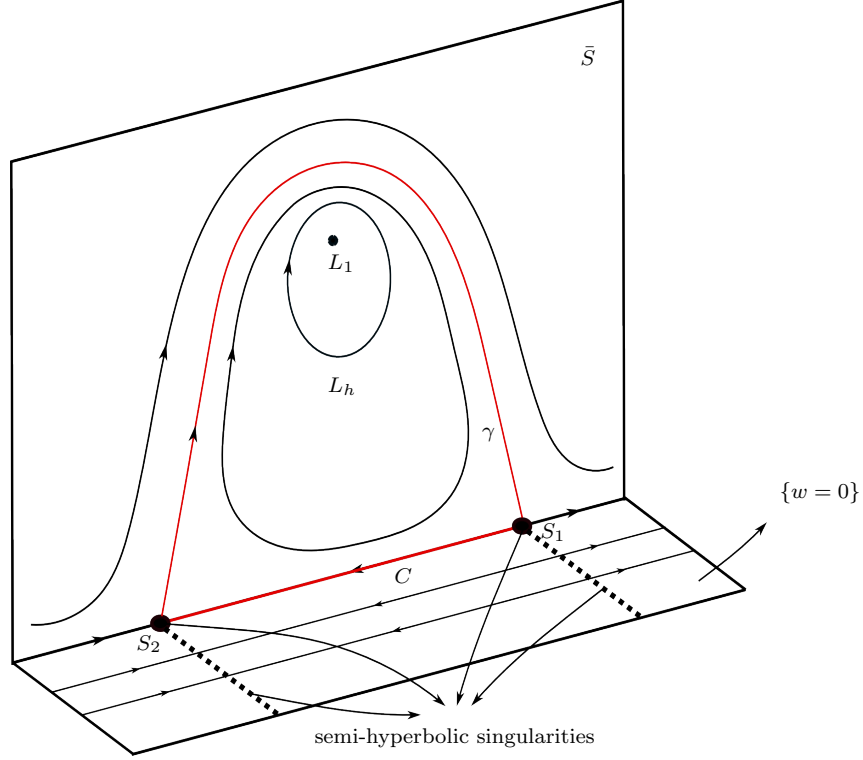 S̄
L₁
L_h
γ
{w = 0}
S₁
C
S₂
semi-hyperbolic singularities